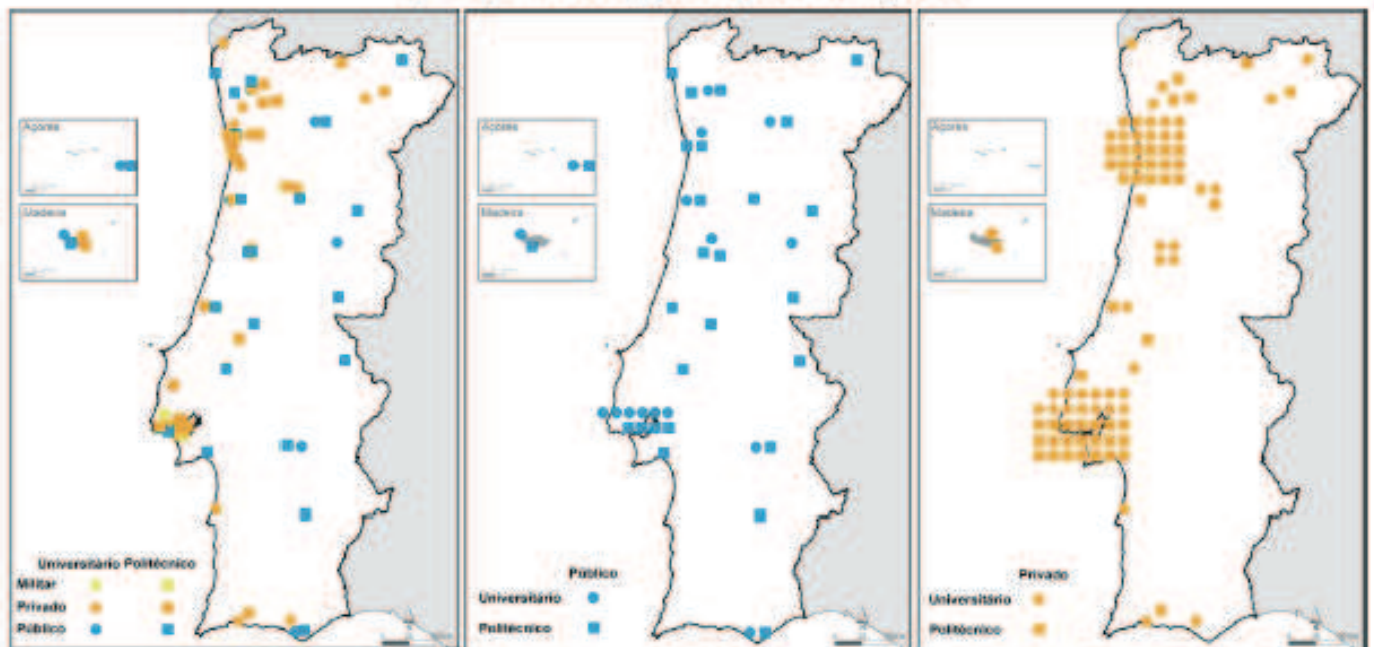 Açores
Madeira
Universitário Politécnico
Militar
Privado
Público
Açores
Madeira
Público
Universitário
Politécnico
Açores
Madeira
Privado
Universitário
Politécnico